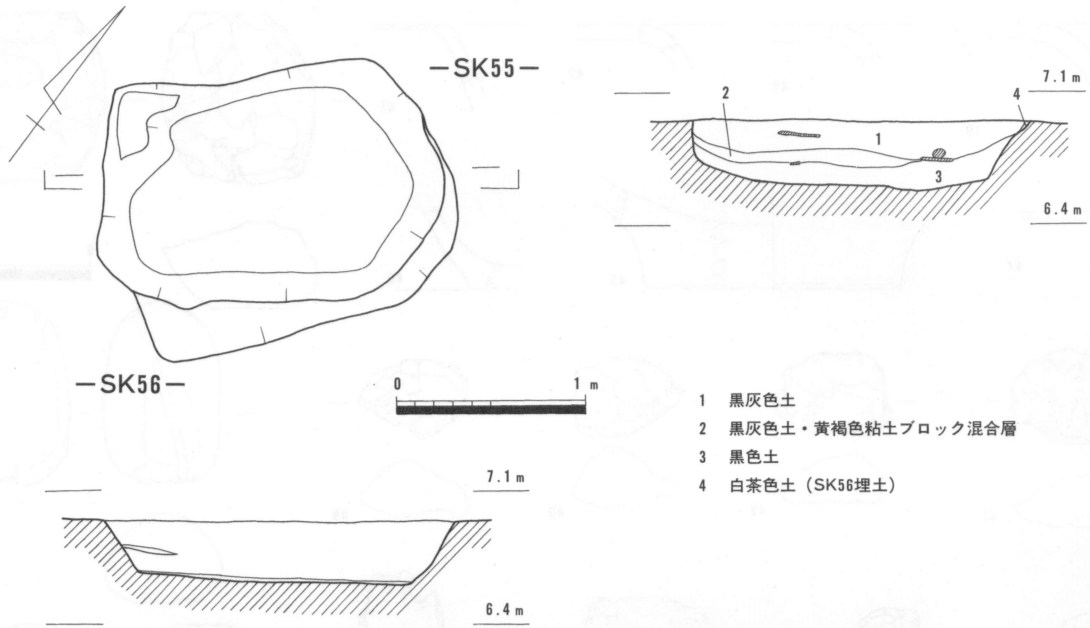 —SK55—
7.1 m
2
4
1
3
6.4 m
—SK56—
0 1 m
1 黒灰色土
2 黒灰色土・黄褐色粘土ブロック混合層
3 黒色土
4 白茶色土（SK56埋土）
7.1 m
6.4 m